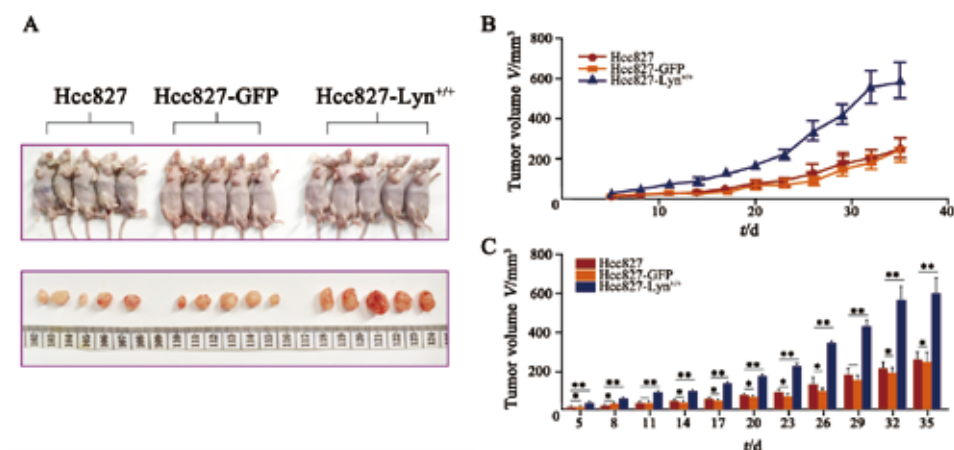 A
Hcc827 Hcc827-GFP Hcc827-Lyn+/+
B
Tumor volume V/mm³
800
600
400
200
0
Hcc827
Hcc827-GFP
Hcc827-Lyn+/+
10 20 30 40
t/d
C
Tumor volume V/mm³
800
600
400
200
0
Hcc827
Hcc827-GFP
Hcc827-Lyn+/+
** ** ** ** ** ** ** ** ** ** **
* * * * * * * * *
5 8 11 14 17 20 23 26 29 32 35
t/d